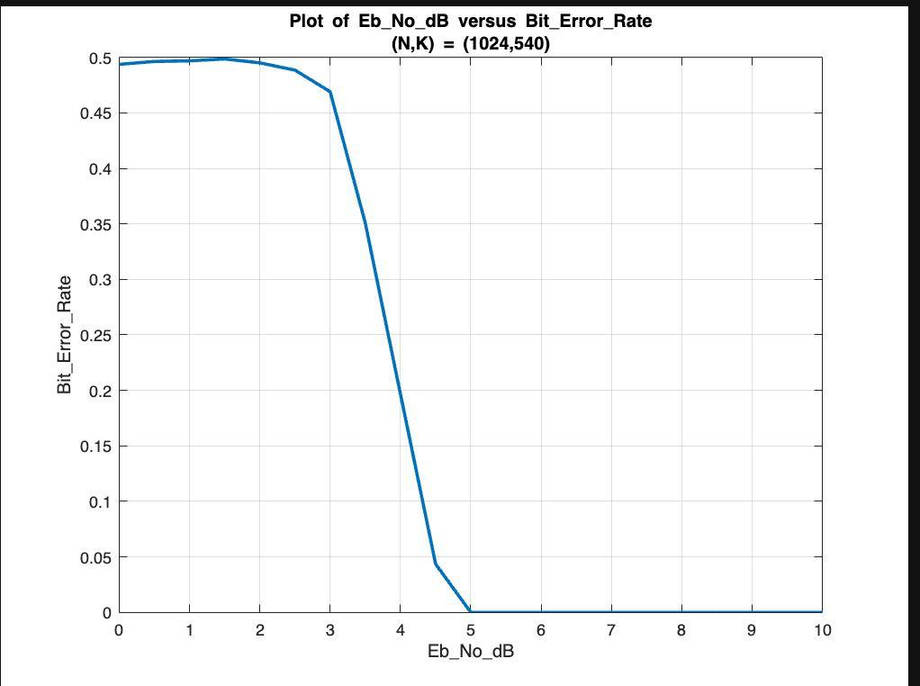 Plot of Eb_No_dB versus Bit_Error_Rate
(N,K) = (1024,540)
0.5
0.45
0.4
0.35
0.3
0.25
0.2
0.15
0.1
0.05
0
Bit_Error_Rate
0 1 2 3 4 5 6 7 8 9 10
Eb_No_dB